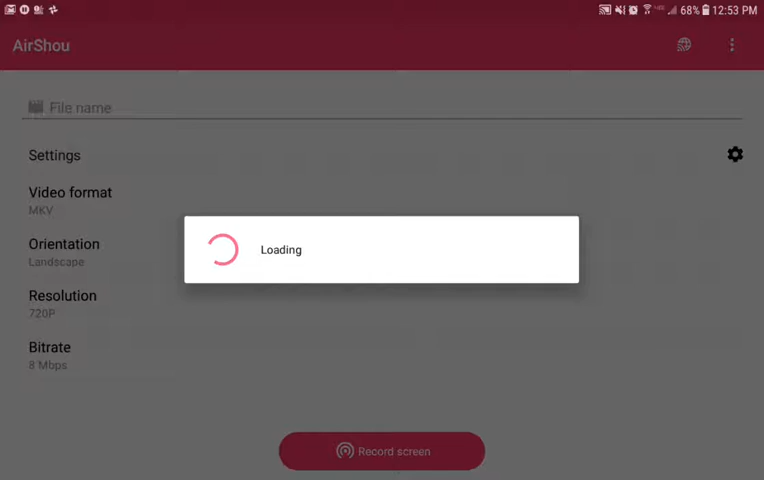 68% 12:53 PM
AirShou
File name
Settings
Video format
MKV
Orientation
Landscape
Loading
Resolution
720P
Bitrate
8 Mbps
Record screen